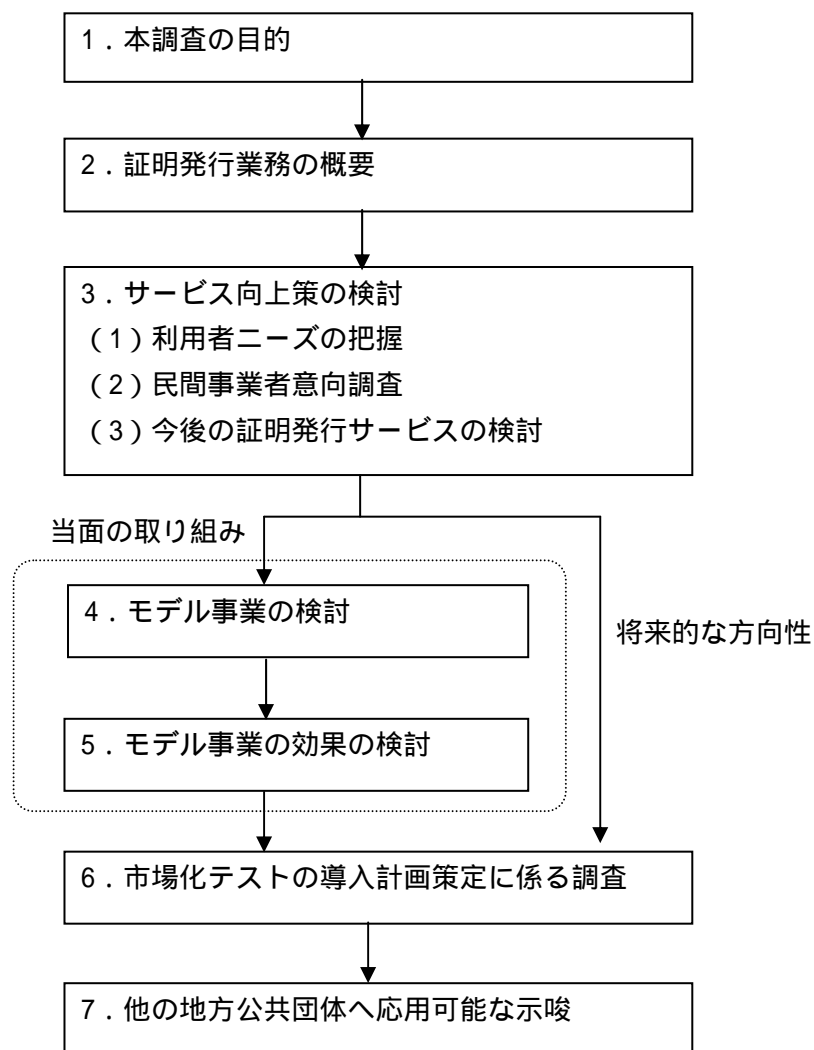 1．本調査の目的
2．証明発行業務の概要
3．サービス向上策の検討
（1）利用者ニーズの把握
（2）民間事業者意向調査
（3）今後の証明発行サービスの検討
当面の取り組み
4．モデル事業の検討
将来的な方向性
5．モデル事業の効果の検討
6．市場化テストの導入計画策定に係る調査
7．他の地方公共団体へ応用可能な示唆